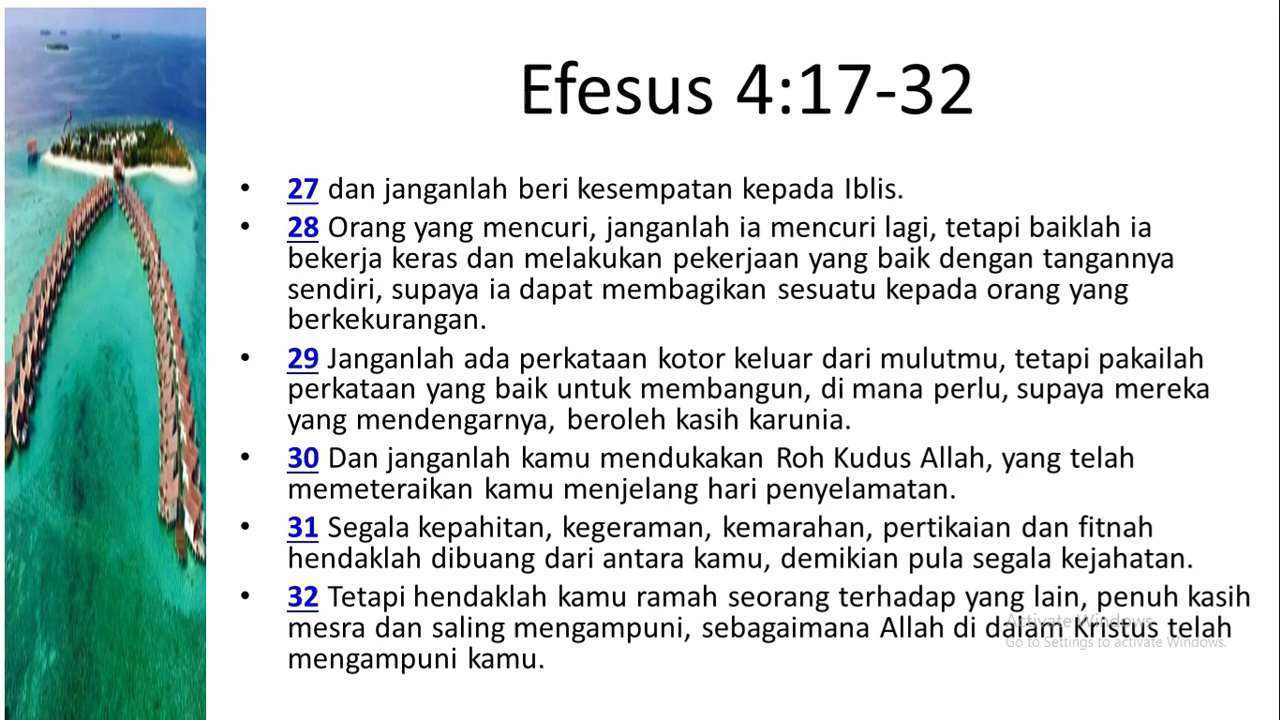 Efesus 4:17-32
• 27 dan janganlah beri kesempatan kepada Iblis.
• 28 Orang yang mencuri, janganlah ia mencuri lagi, tetapi baiklah ia
bekerja keras dan melakukan pekerjaan yang baik dengan tangannya
sendiri, supaya ia dapat membagikan sesuatu kepada orang yang
berkekurangan.
• 29 Janganlah ada perkataan kotor keluar dari mulutmu, tetapi pakailah
perkataan yang baik untuk membangun, di mana perlu, supaya mereka
yang mendengarnya, beroleh kasih karunia.
• 30 Dan janganlah kamu mendukakan Roh Kudus Allah, yang telah
memeteraikan kamu menjelang hari penyelamatan.
• 31 Segala kepahitan, kegeraman, kemarahan, pertikaian dan fitnah
hendaklah dibuang dari antara kamu, demikian pula segala kejahatan.
• 32 Tetapi hendaklah kamu ramah seorang terhadap yang lain, penuh kasih
mesra dan saling mengampuni, sebagaimana Allah di dalam Kristus telah
mengampuni kamu.
Activate Windows
Go to Settings to activate Windows.